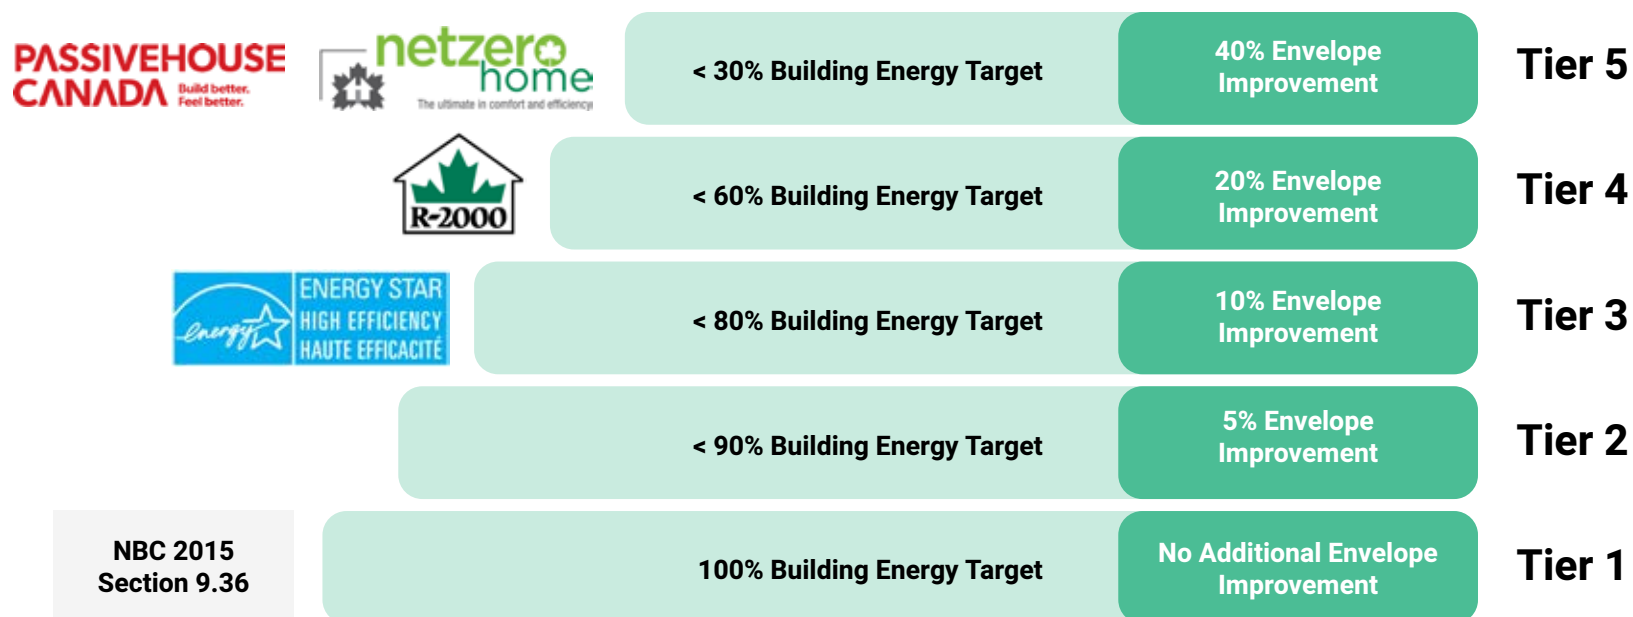 PASSIVEHOUSE
CANADA Build better.
Feel better.
netzero
home
The ultimate in comfort and efficiency
< 30% Building Energy Target
40% Envelope
Improvement
Tier 5
R-2000
< 60% Building Energy Target
20% Envelope
Improvement
Tier 4
energy
ENERGY STAR
HIGH EFFICIENCY
HAUTE EFFICACITÉ
< 80% Building Energy Target
10% Envelope
Improvement
Tier 3
< 90% Building Energy Target
5% Envelope
Improvement
Tier 2
NBC 2015
Section 9.36
100% Building Energy Target
No Additional Envelope
Improvement
Tier 1